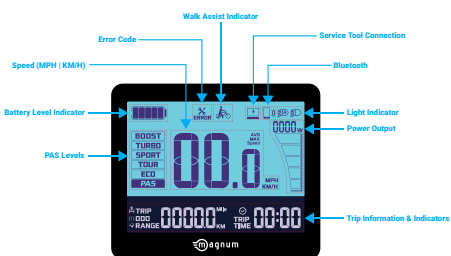 Walk Assist Indicator
Error Code
Service Tool Connection
Speed (MPH | KM/H)
Bluetooth
Battery Level Indicator
ERROR
Light Indicator
0000W
Power Output
BOOST
TURBO
SPORT
TOUR
ECO
PAS
PAS Levels
AVG
MAX
Speed
00.0
MPH
KM/H
TRIP
ODO
RANGE
00000
MI
KM
TRIP
TIME
00:00
Trip Information & Indicators
magnum